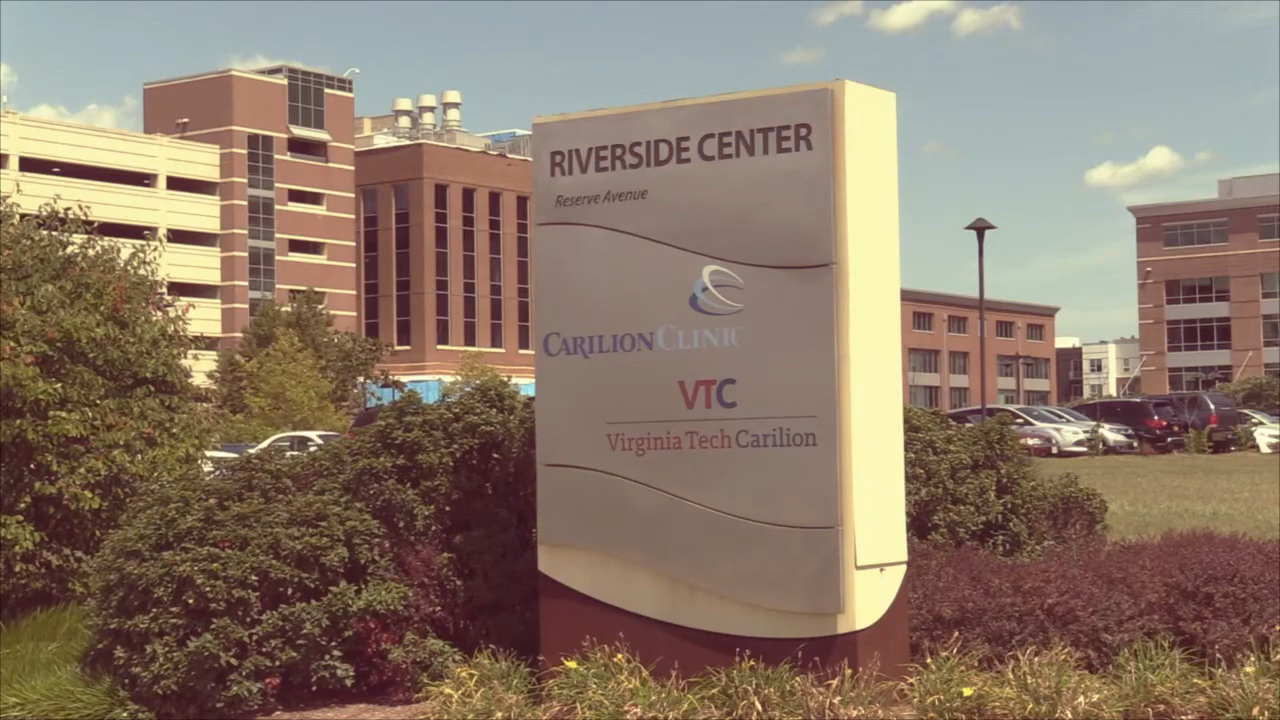 RIVERSIDE CENTER
Reserve Avenue
CARILION CLINIC
VTC
Virginia Tech Carilion